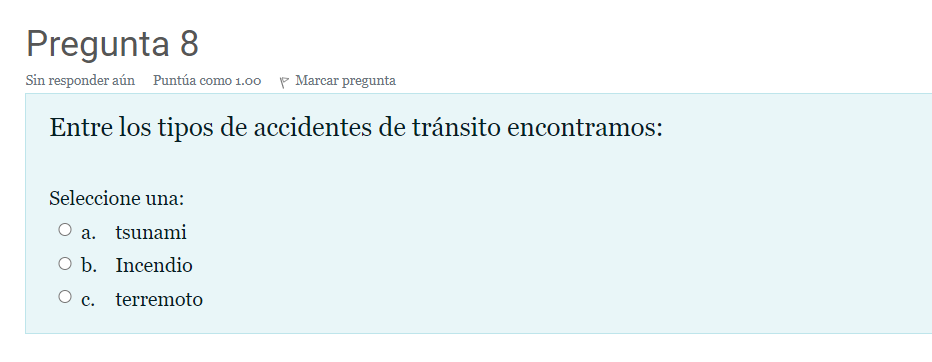 Pregunta 8
Sin responder aún Puntúa como 1.00 Marcar pregunta
Entre los tipos de accidentes de tránsito encontramos:
Seleccione una:
a. tsunami
b. Incendio
c. terremoto